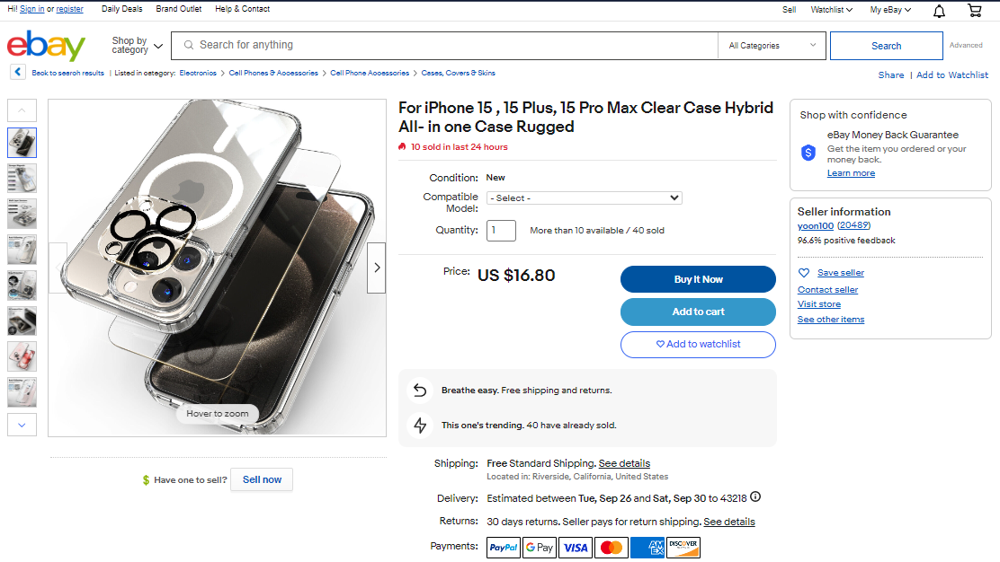 Hi! Sign in or register
Daily Deals
Brand Outlet
Help & Contact
Sell
Watchlist
My eBay
ebay
Shop by
category
Search for anything
All Categories
Search
Advanced
Back to search results | Listed in category: Electronics > Cell Phones & Accessories > Cell Phone Accessories > Cases, Covers & Skins
Share | Add to Watchlist
Hover to zoom
$ Have one to sell?
Sell now
For iPhone 15 , 15 Plus, 15 Pro Max Clear Case Hybrid
All- in one Case Rugged
10 sold in last 24 hours
Condition: New
Compatible
Model:
- Select -
Quantity: 1 More than 10 available / 40 sold
Price: US $16.80
Buy It Now
Add to cart
Add to watchlist
Breathe easy. Free shipping and returns.
This one's trending. 40 have already sold.
Shipping: Free Standard Shipping. See details
Located in: Riverside, California, United States
Delivery: Estimated between Tue, Sep 26 and Sat, Sep 30 to 43218
Returns: 30 days returns. Seller pays for return shipping. See details
Payments: PayPal G Pay VISA AMEX DISCOVER
Shop with confidence
eBay Money Back Guarantee
Get the item you ordered or your
money back.
Learn more
Seller information
yoon100 (20489)
96.6% positive feedback
Save seller
Contact seller
Visit store
See other items